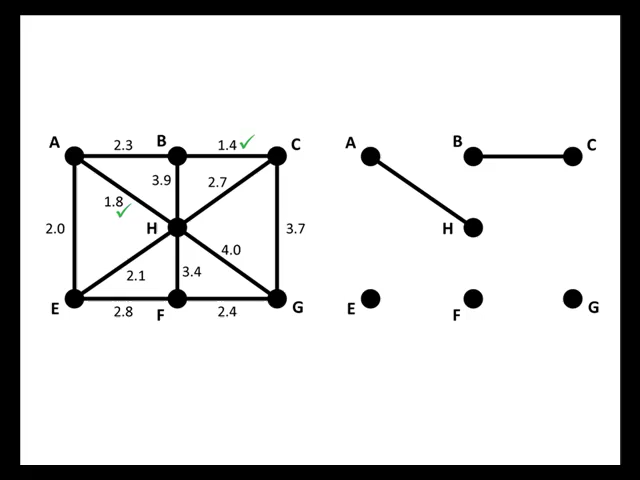 A 2.3 B 1.4 ✓ C
3.9 2.7
1.8 ✓
2.0 H 3.7
4.0
2.1 3.4
E 2.8 F 2.4 G
A B C
H
E F G